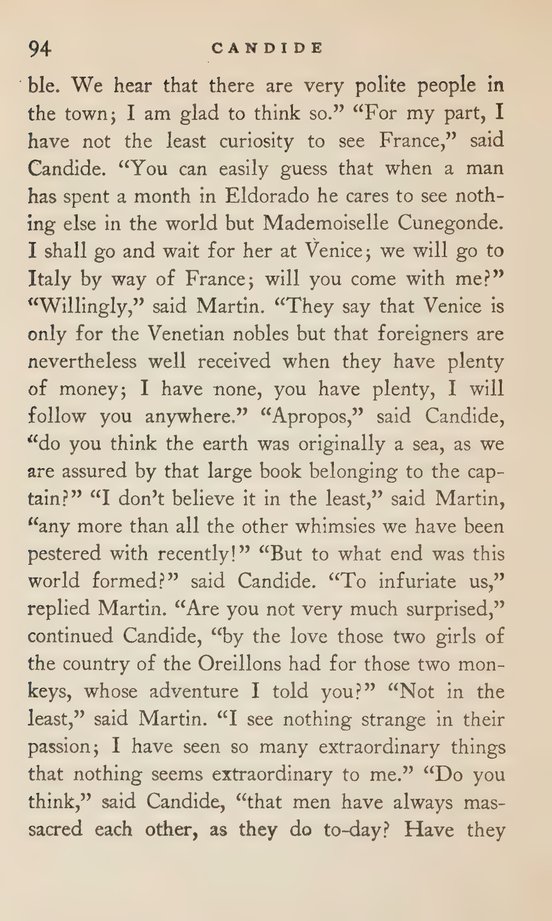 94 CANDIDE
ble. We hear that there are very polite people in
the town; I am glad to think so.” “For my part, I
have not the least curiosity to see France,” said
Candide. “You can easily guess that when a man
has spent a month in Eldorado he cares to see noth-
ing else in the world but Mademoiselle Cunegonde.
I shall go and wait for her at Venice; we will go to
Italy by way of France; will you come with me?”
“Willingly,” said Martin. “They say that Venice is
only for the Venetian nobles but that foreigners are
nevertheless well received when they have plenty
of money; I have none, you have plenty, I will
follow you anywhere.” “Apropos,” said Candide,
“do you think the earth was originally a sea, as we
are assured by that large book belonging to the cap-
tain?” “I don’t believe it in the least,” said Martin,
“any more than all the other whimsies we have been
pestered with recently!” “But to what end was this
world formed?” said Candide. “To infuriate us,”
replied Martin. “Are you not very much surprised,”
continued Candide, “by the love those two girls of
the country of the Oreillons had for those two mon-
keys, whose adventure I told you?” “Not in the
least,” said Martin. “I see nothing strange in their
passion; I have seen so many extraordinary things
that nothing seems extraordinary to me.” “Do you
think,” said Candide, “that men have always mas-
sacred each other, as they do to-day? Have they